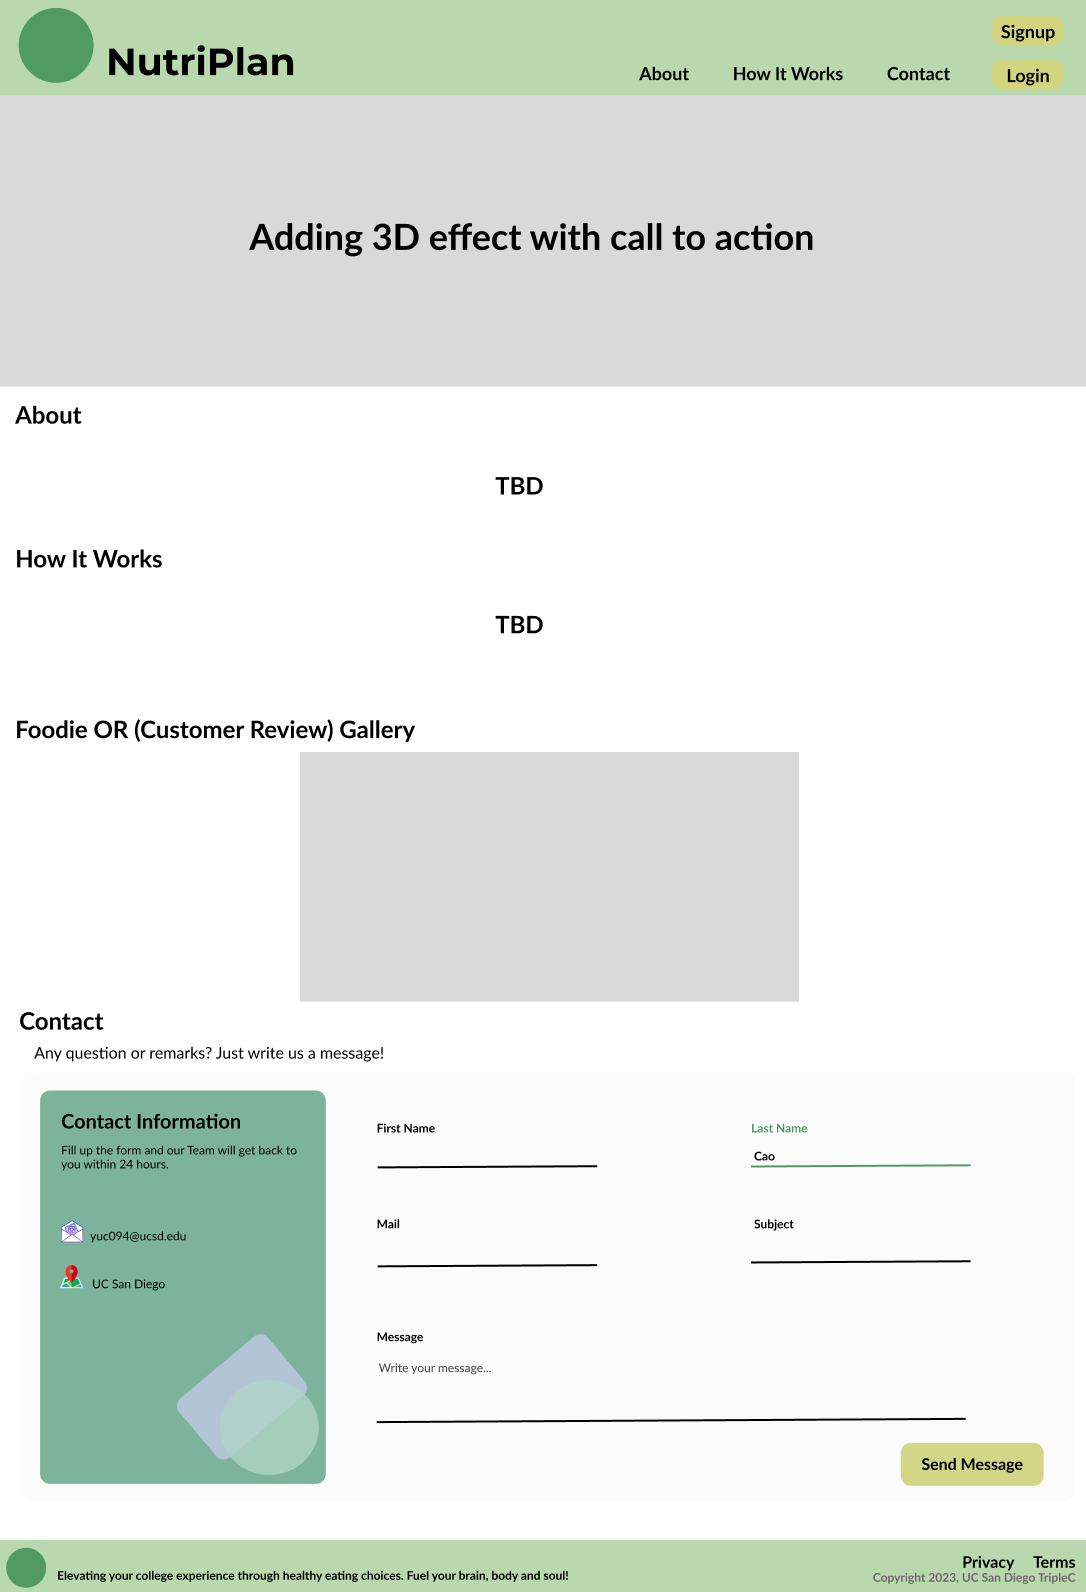 NutriPlan
Signup
About
How It Works
Contact
Login
Adding 3D effect with call to action
About
TBD
How It Works
TBD
Foodie OR (Customer Review) Gallery
Contact
Any question or remarks? Just write us a message!
Contact Information
Fill up the form and our Team will get back to
you within 24 hours.
yuc094@ucsd.edu
UC San Diego
First Name
Last Name
Cao
Mail
Subject
Message
Write your message...
Send Message
Elevating your college experience through healthy eating choices. Fuel your brain, body and soul!
Privacy
Terms
Copyright 2023, UC San Diego TripleC